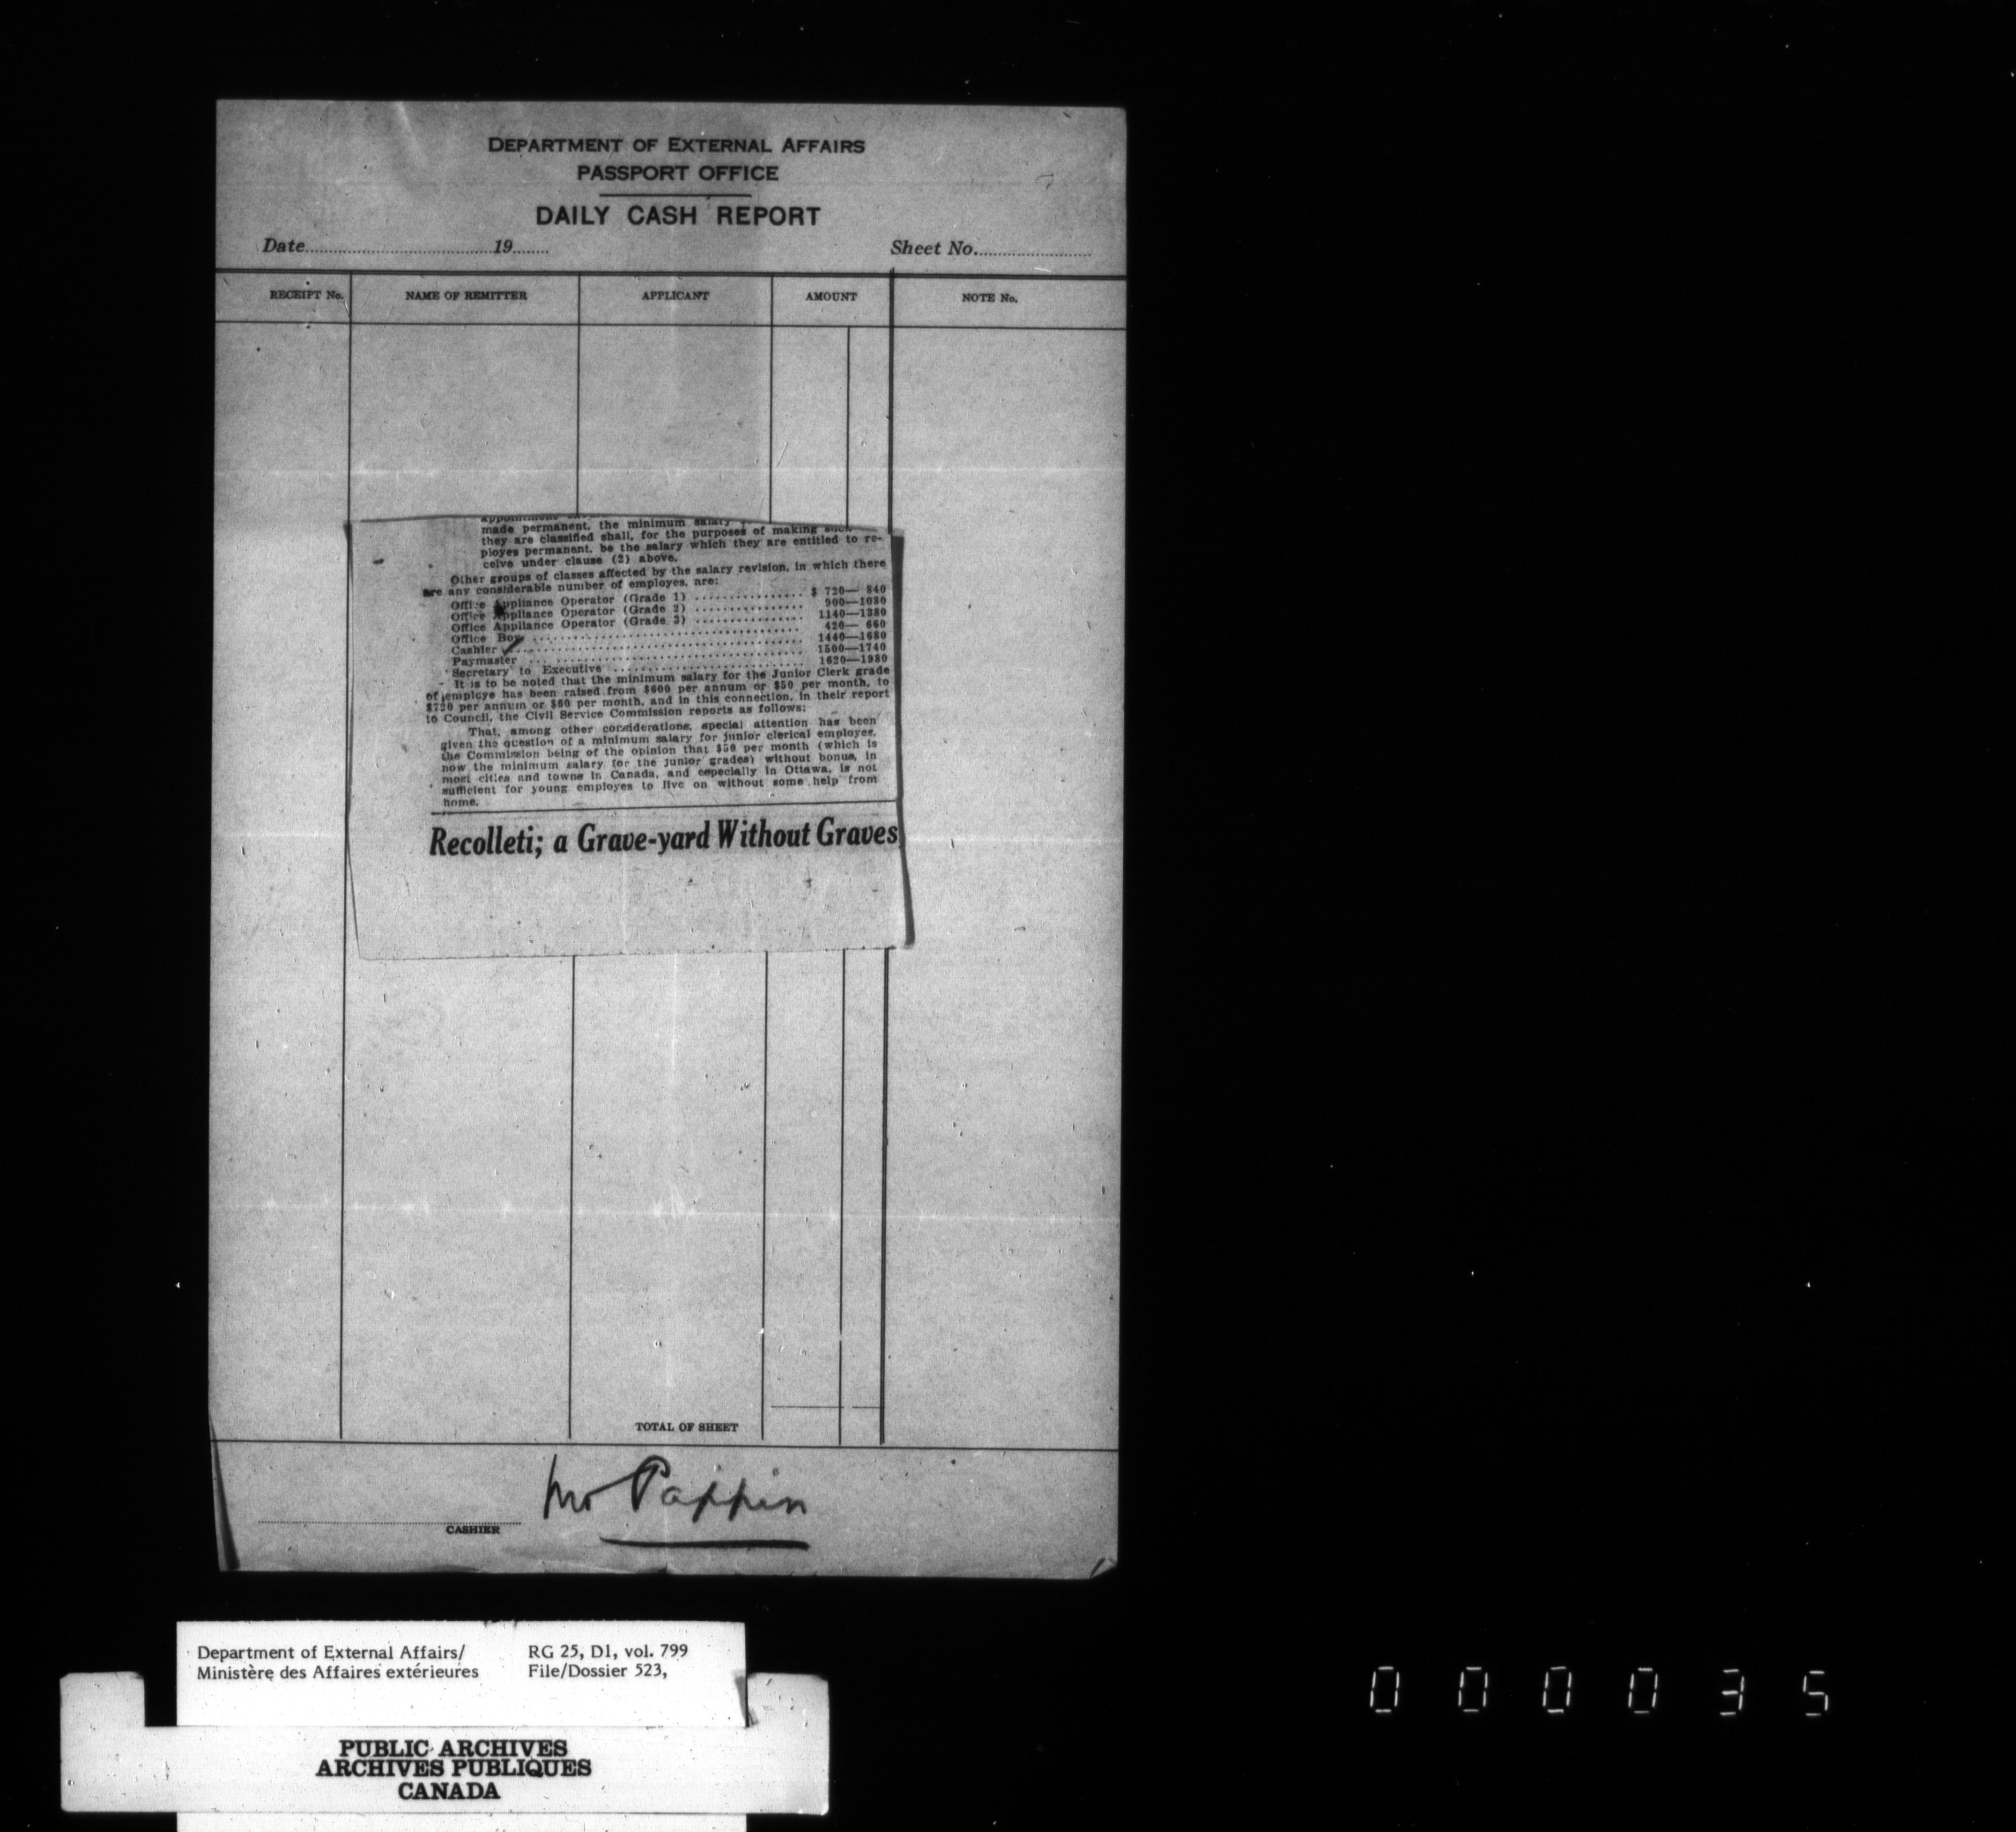 DEPARTMENT OF EXTERNAL AFFAIRS
PASSPORT OFFICE
DAILY CASH REPORT
Date..............................19.......
Sheet No.......................
RECEIPT No. NAME OF REMITTER APPLICANT AMOUNT NOTE No.
made permanent, the minimum salary
they are classified shall, for the purposes of making such
ployes permanent, be the salary which they are entitled to re-
ceive under clause (2) above.
Other groups of classes affected by the salary revision, in which there
are any considerable number of employes, are:
Office Appliance Operator (Grade 1) ................ $ 720— 840
Office Appliance Operator (Grade 2) ................ 900—1080
Office Appliance Operator (Grade 3) ................ 1140—1380
Office Boy ................ 420— 660
Cashier ................ 1440—1680
Paymaster ................ 1500—1740
Secretary to Executive ................ 1620—1980
It is to be noted that the minimum salary for the Junior Clerk grade
of employe has been raised from $600 per annum or $50 per month, to
$720 per annum or $60 per month, and in this connection, in their report
to Council, the Civil Service Commission reports as follows:
That, among other considerations, special attention has been
given the question of a minimum salary for junior clerical employes,
the Commission being of the opinion that $50 per month (which is
now the minimum salary for the junior grades) without bonus, in
most cities and towns in Canada, and especially in Ottawa, is not
sufficient for young employes to live on without some help from
home.
Recolleti; a Grave-yard Without Graves
TOTAL OF SHEET
Mr Pappin
CASHIER
Department of External Affairs/ RG 25, D1, vol. 799
Ministère des Affaires extérieures File/Dossier 523,
PUBLIC ARCHIVES
ARCHIVES PUBLIQUES
CANADA
000035